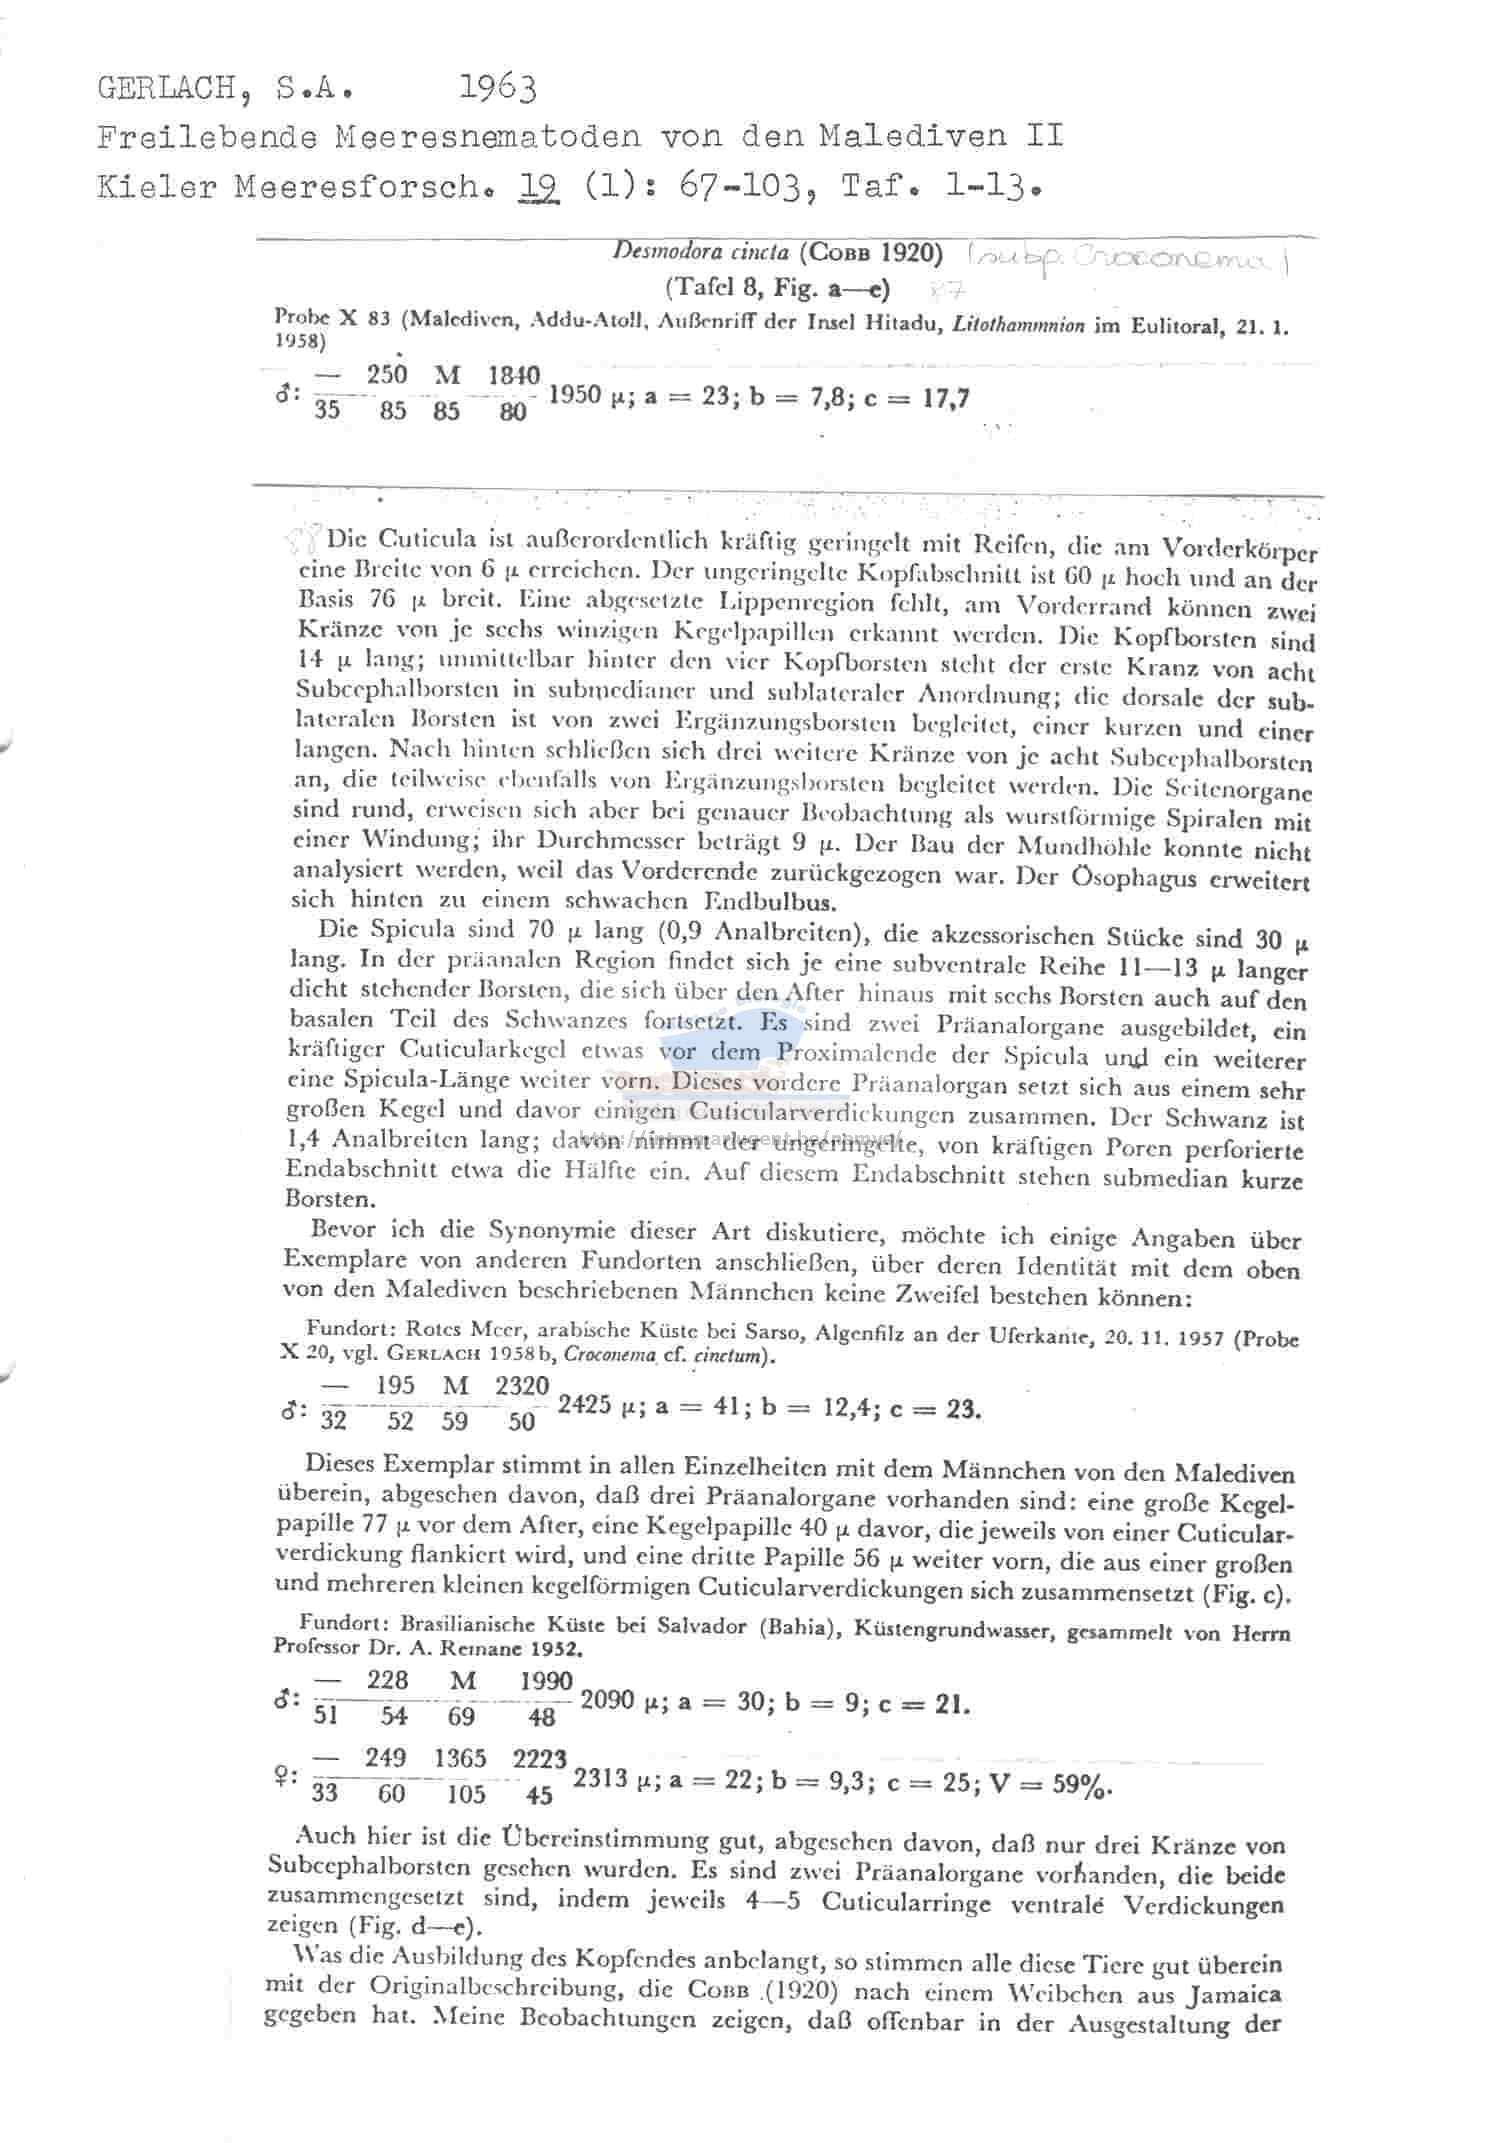 GERLACH, S.A. 1963
Freilebende Meeresnematoden von den Malediven II
Kieler Meeresforsch. 19 (1): 67-103, Taf. 1-13.
Desmodora cincta (COBB 1920) (subp. Croconema)
(Tafel 8, Fig. a—e) 87
Probe X 83 (Malediven, Addu-Atoll, Außenriff der Insel Hitadu, Litothammnion im Eulitoral, 21. 1.
1958)
— 250 M 1840
♂: 1950 μ; a = 23; b = 7,8; c = 17,7
35 85 85 80
88 Die Cuticula ist außerordentlich kräftig geringelt mit Reifen, die am Vorderkörper
eine Breite von 6 μ erreichen. Der ungeringelte Kopfabschnitt ist 60 μ hoch und an der
Basis 76 μ breit. Eine abgesetzte Lippenregion fehlt, am Vorderrand können zwei
Kränze von je sechs winzigen Kegelpapillen erkannt werden. Die Kopfborsten sind
14 μ lang; unmittelbar hinter den vier Kopfborsten steht der erste Kranz von acht
Subcephalborsten in submedianer und sublateraler Anordnung; die dorsale der sub-
lateralen Borsten ist von zwei Ergänzungsborsten begleitet, einer kurzen und einer
langen. Nach hinten schließen sich drei weitere Kränze von je acht Subcephalborsten
an, die teilweise ebenfalls von Ergänzungsborsten begleitet werden. Die Seitenorgane
sind rund, erweisen sich aber bei genauer Beobachtung als wurstförmige Spiralen mit
einer Windung; ihr Durchmesser beträgt 9 μ. Der Bau der Mundhöhle konnte nicht
analysiert werden, weil das Vorderende zurückgezogen war. Der Ösophagus erweitert
sich hinten zu einem schwachen Endbulbus.
Die Spicula sind 70 μ lang (0,9 Analbreiten), die akzessorischen Stücke sind 30 μ
lang. In der präanalen Region findet sich je eine subventrale Reihe 11—13 μ langer
dicht stehender Borsten, die sich über den After hinaus mit sechs Borsten auch auf den
basalen Teil des Schwanzes fortsetzt. Es sind zwei Präanalorgane ausgebildet, ein
kräftiger Cuticularkegel etwas vor dem Proximalende der Spicula und ein weiterer
eine Spicula-Länge weiter vorn. Dieses vordere Präanalorgan setzt sich aus einem sehr
großen Kegel und davor einigen Cuticularverdickungen zusammen. Der Schwanz ist
1,4 Analbreiten lang; davon nimmt der ungeringelte, von kräftigen Poren perforierte
Endabschnitt etwa die Hälfte ein. Auf diesem Endabschnitt stehen submedian kurze
Borsten.
Bevor ich die Synonymie dieser Art diskutiere, möchte ich einige Angaben über
Exemplare von anderen Fundorten anschließen, über deren Identität mit dem oben
von den Malediven beschriebenen Männchen keine Zweifel bestehen können:
Fundort: Rotes Meer, arabische Küste bei Sarso, Algenfilz an der Uferkante, 20. 11. 1957 (Probe
X 20, vgl. GERLACH 1958b, Croconema cf. cinctum).
— 195 M 2320
♂: 2425 μ; a = 41; b = 12,4; c = 23.
32 52 59 50
Dieses Exemplar stimmt in allen Einzelheiten mit dem Männchen von den Malediven
überein, abgesehen davon, daß drei Präanalorgane vorhanden sind: eine große Kegel-
papille 77 μ vor dem After, eine Kegelpapille 40 μ davor, die jeweils von einer Cuticular-
verdickung flankiert wird, und eine dritte Papille 56 μ weiter vorn, die aus einer großen
und mehreren kleinen kegelförmigen Cuticularverdickungen sich zusammensetzt (Fig. c).
Fundort: Brasilianische Küste bei Salvador (Bahia), Küstengrundwasser, gesammelt von Herrn
Professor Dr. A. Remane 1952.
— 228 M 1990
♂: 2090 μ; a = 30; b = 9; c = 21.
51 54 69 48
— 249 1365 2223
♀: 2313 μ; a = 22; b = 9,3; c = 25; V = 59%.
33 60 105 45
Auch hier ist die Übereinstimmung gut, abgesehen davon, daß nur drei Kränze von
Subcephalborsten gesehen wurden. Es sind zwei Präanalorgane vorhanden, die beide
zusammengesetzt sind, indem jeweils 4—5 Cuticularringe ventrale Verdickungen
zeigen (Fig. d—e).
Was die Ausbildung des Kopfendes anbelangt, so stimmen alle diese Tiere gut überein
mit der Originalbeschreibung, die COBB (1920) nach einem Weibchen aus Jamaica
gegeben hat. Meine Beobachtungen zeigen, daß offenbar in der Ausgestaltung der